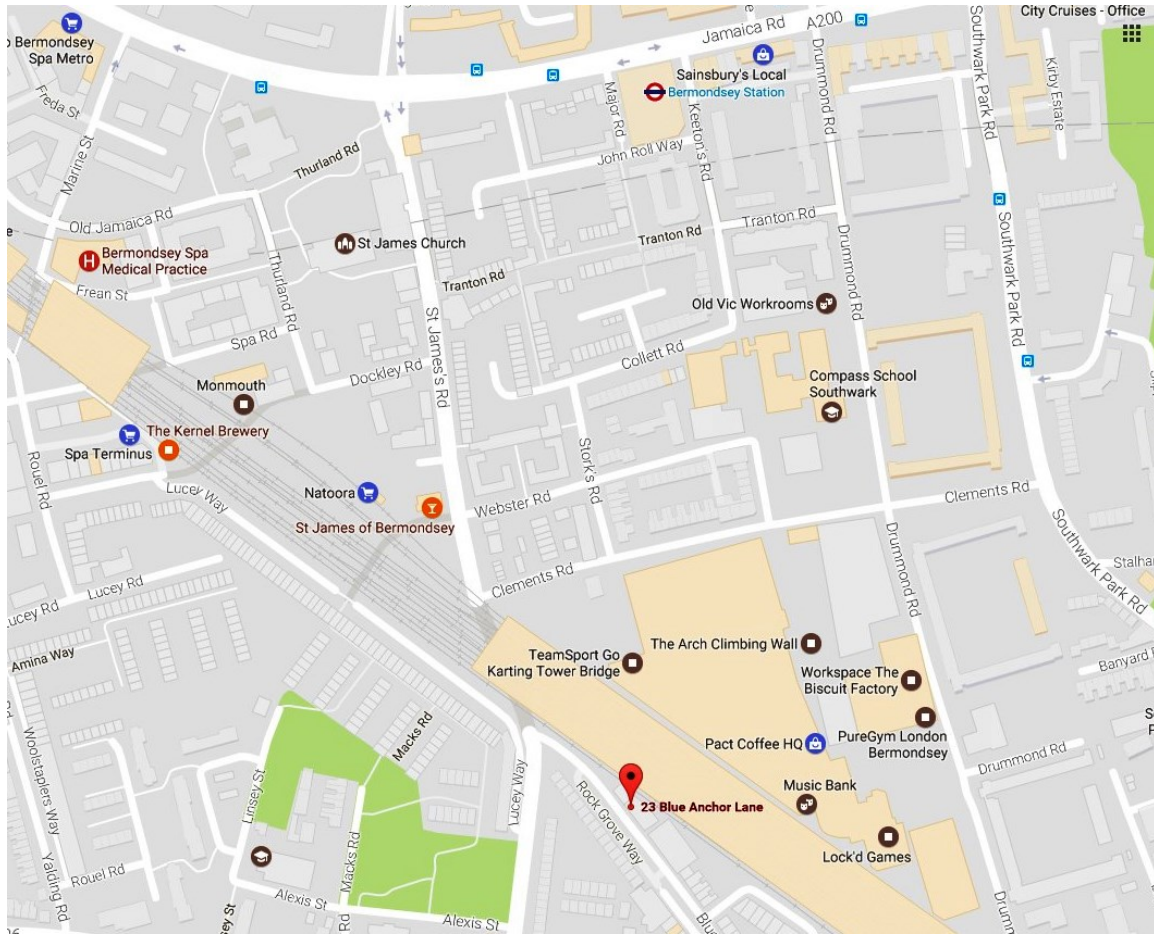 City Cruises - Office
Jamaica Rd
A200
Bermondsey
Spa Metro
Sainsbury's Local
Bermondsey Station
Freda St
Marine St
Major Rd
Keeton's Rd
Drummond Rd
Southwark Park Rd
Kirby Estate
Thurland Rd
John Roll Way
Old Jamaica Rd
St James Church
Tranton Rd
Tranton Rd
Tranton Rd
Drummond Rd
Southwark Park Rd
Bermondsey Spa
Medical Practice
Frean St
Thurland Rd
Spa Rd
St James's Rd
Old Vic Workrooms
Collett Rd
Dockley Rd
Monmouth
Compass School
Southwark
The Kernel Brewery
Spa Terminus
Rouel Rd
Lucey Way
Natoora
St James of Bermondsey
Webster Rd
Stork's Rd
Clements Rd
Drummond Rd
Southwark Park Rd
Clements Rd
Lucey Rd
Lucey Rd
Amina Way
TeamSport Go
Karting Tower Bridge
The Arch Climbing Wall
Workspace The
Biscuit Factory
PureGym London
Bermondsey
Pact Coffee HQ
Macks Rd
Woolstaplers Way
Linsey St
Lucey Way
Rock Grove Way
23 Blue Anchor Lane
Music Bank
Drummond Rd
Lock'd Games
Yalding Rd
Rouel Rd
Macks Rd
Alexis St
Alexis St
H